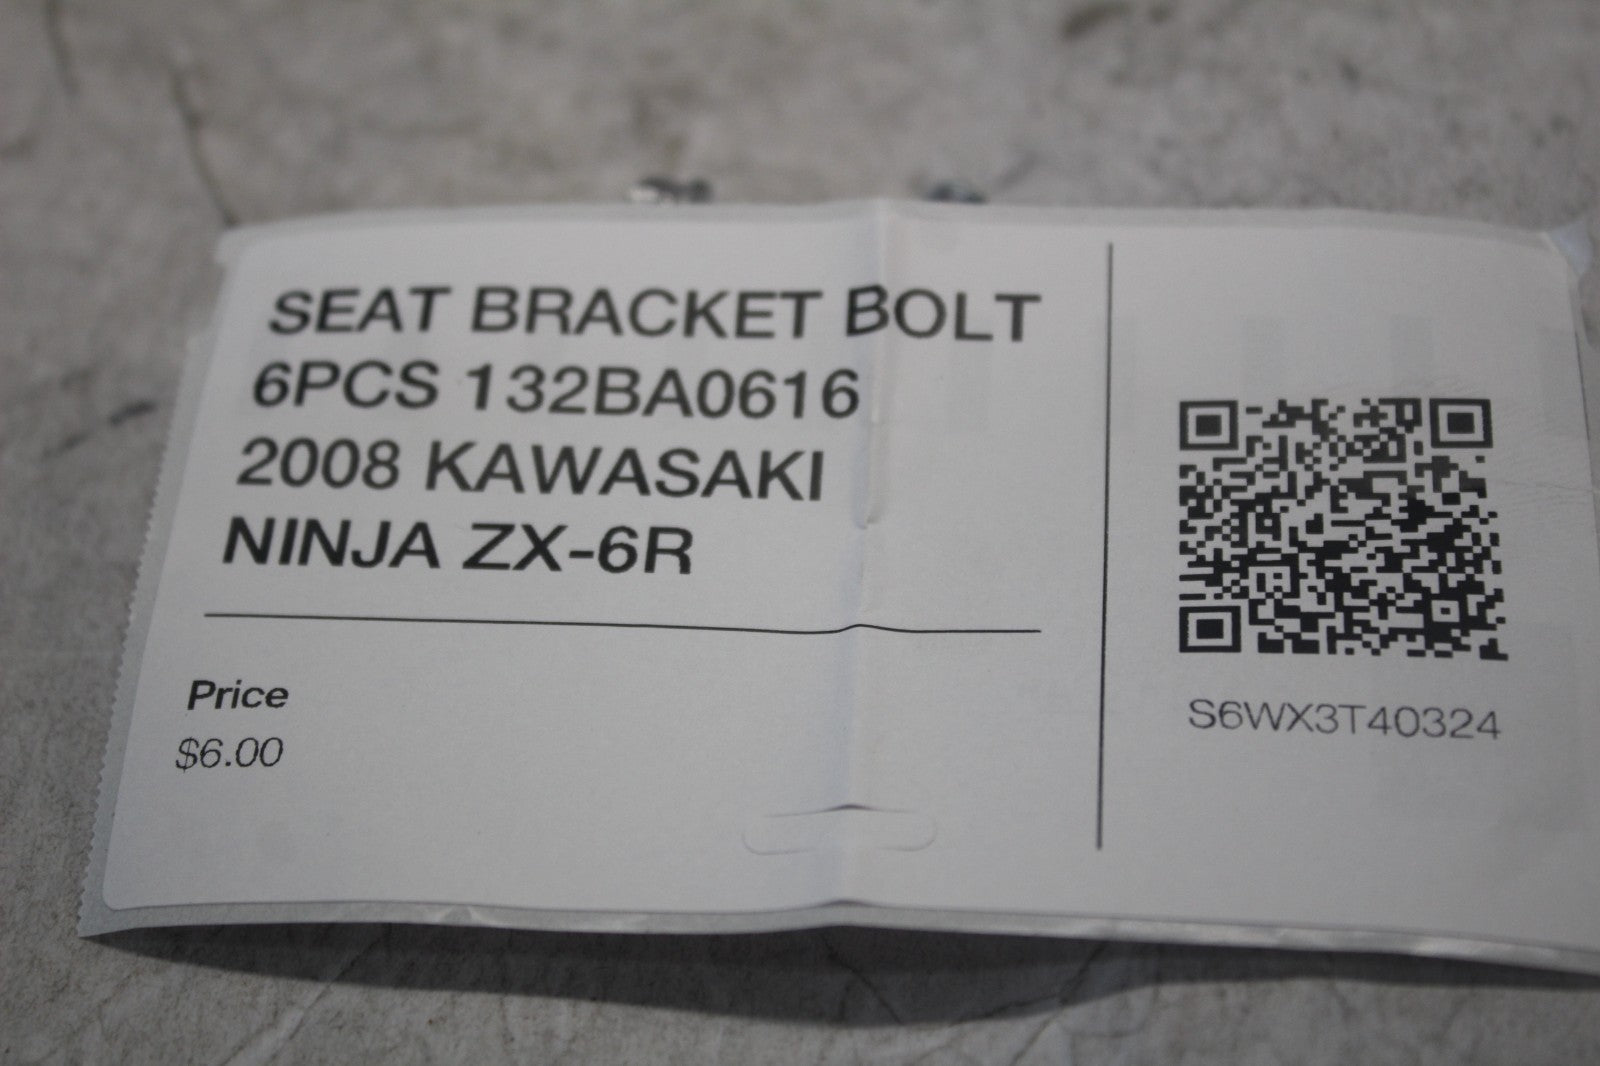 SEAT BRACKET BOLT
6PCS 132BA0616
2008 KAWASAKI
NINJA ZX-6R
Price
$6.00
S6WX3T40324